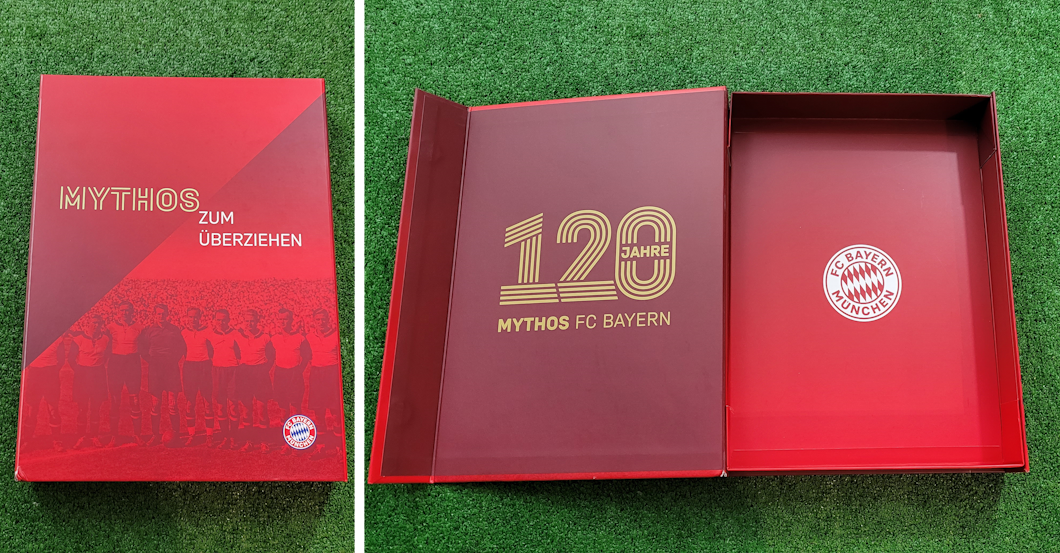 MYTHOS
ZUM
ÜBERZIEHEN
FC BAYERN
MÜNCHEN
120
JAHRE
MYTHOS FC BAYERN
FC BAYERN
MÜNCHEN